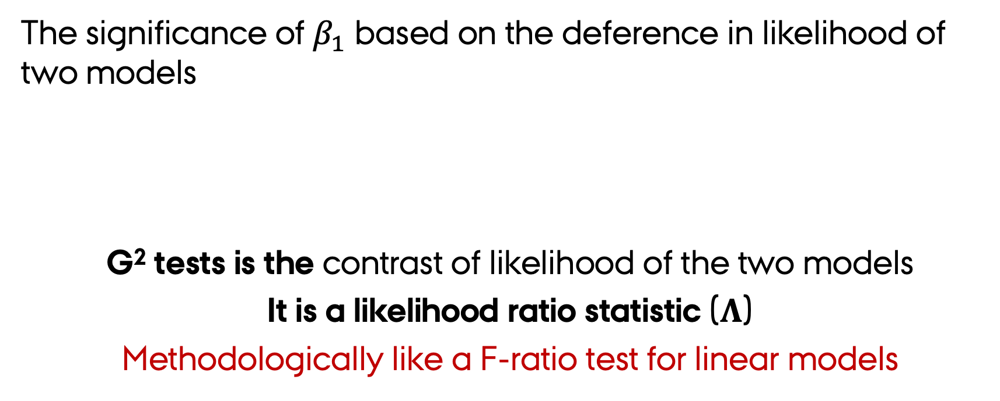 The significance of 𝛽₁ based on the deference in likelihood of
two models
G² tests is the contrast of likelihood of the two models
It is a likelihood ratio statistic (Λ)
Methodologically like a F-ratio test for linear models